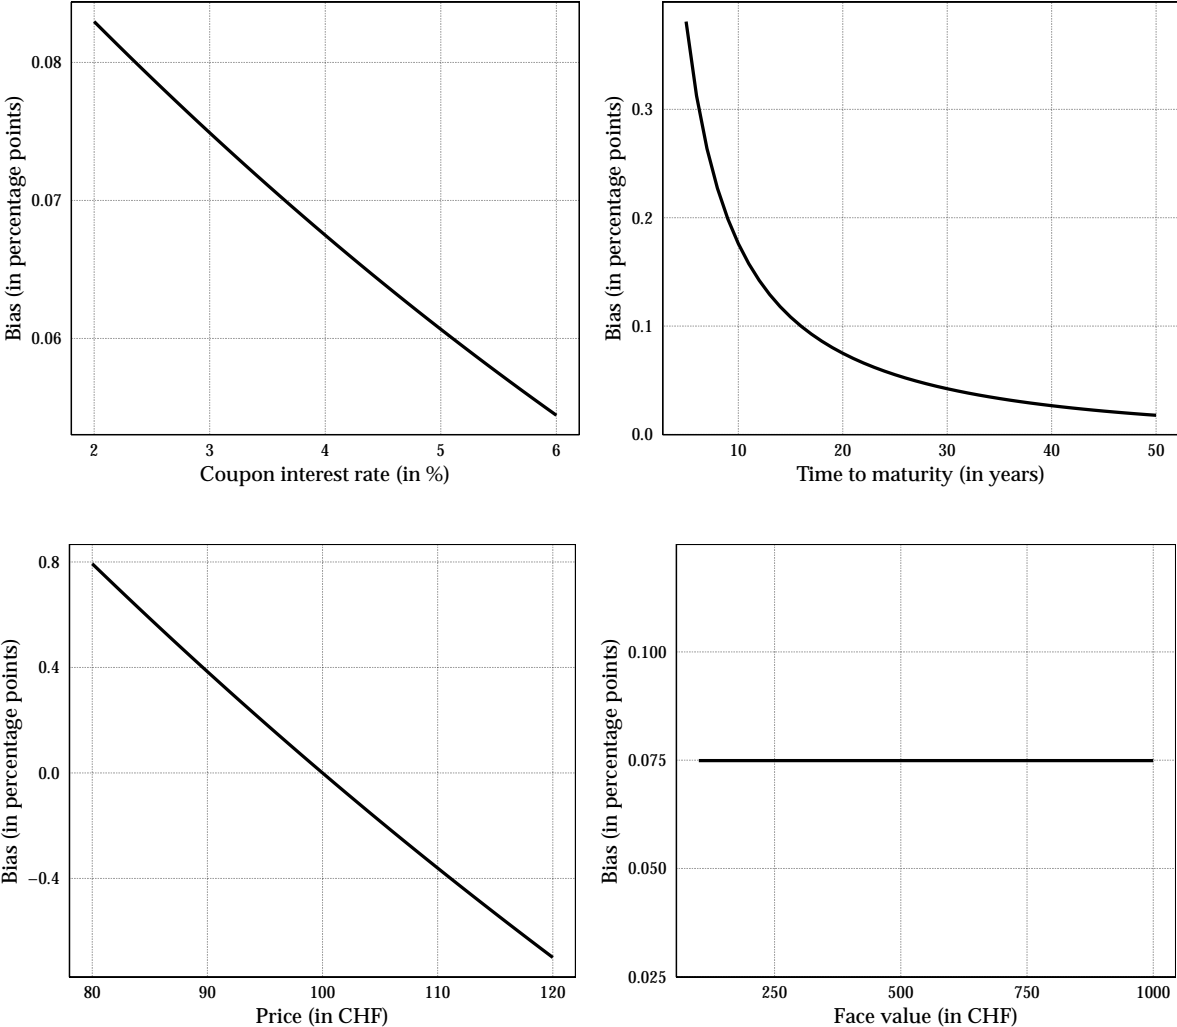 Bias (in percentage points)
0.08
0.07
0.06
2 3 4 5 6
Coupon interest rate (in %)
Bias (in percentage points)
0.3
0.2
0.1
0.0
10 20 30 40 50
Time to maturity (in years)
Bias (in percentage points)
0.8
0.4
0.0
−0.4
80 90 100 110 120
Price (in CHF)
Bias (in percentage points)
0.100
0.075
0.050
0.025
250 500 750 1000
Face value (in CHF)